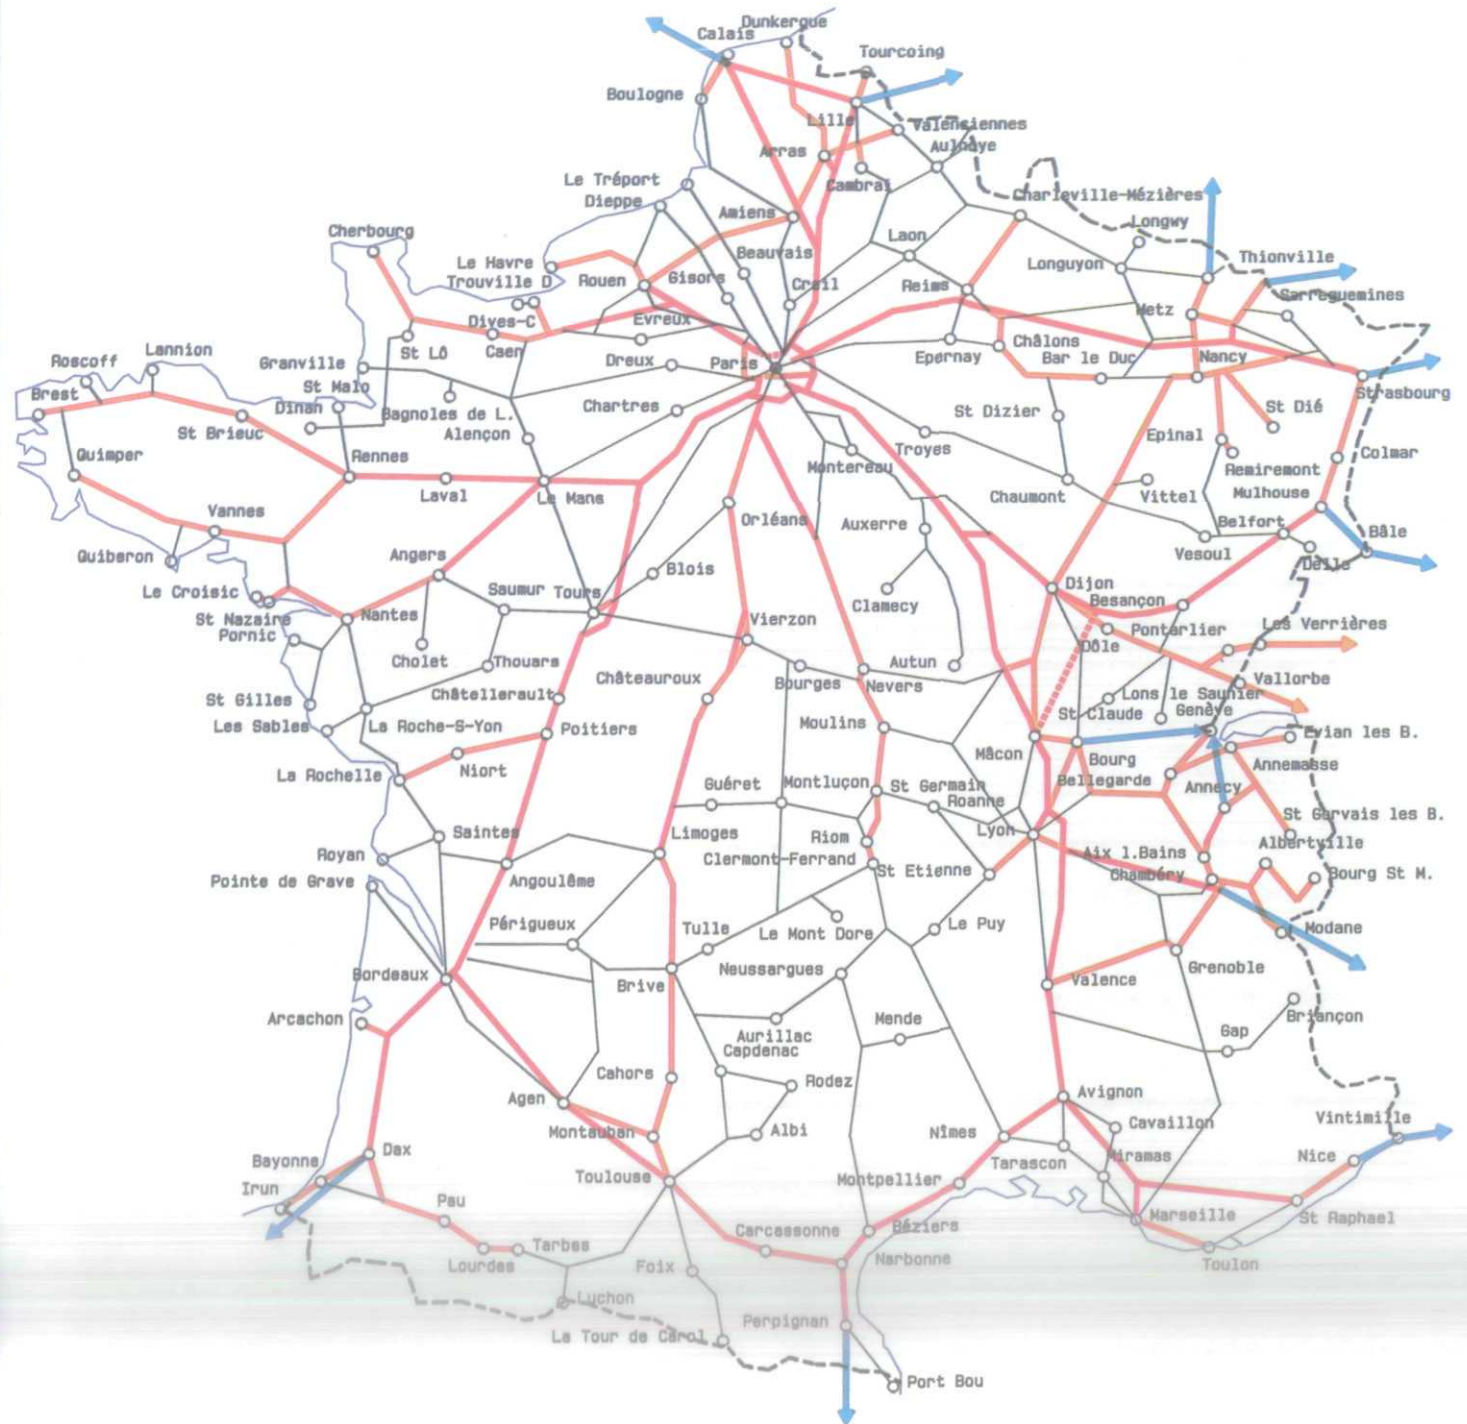 Dunkerque
Calais
Tourcoing
Boulogne
Lille
Valenciennes
Aulnoye
Arras
Cambrai
Le Tréport
Dieppe
Charleville-Mézières
Amiens
Longwy
Cherbourg
Laon
Beauvais
Le Havre
Trouville D
Rouen
Gisors
Creil
Reims
Longuyon
Thionville
Sarreguemines
Metz
Dives-C
Evreux
St Lô
Caen
Châlons
Roscoff
Lannion
Granville
Dreux
Paris
Epernay
Bar le Duc
Nancy
Brest
St Malo
Dinan
Bagnoles de L.
Chartres
St Dizier
St Dié
Strasbourg
St Brieuc
Alençon
Epinal
Troyes
Quimper
Rennes
Montereau
Remiremont
Colmar
Laval
Le Mans
Chaumont
Vittel
Mulhouse
Vannes
Orléans
Auxerre
Belfort
Bâle
Quiberon
Angers
Vesoul
Delle
Blois
Le Croisic
Saumur
Tours
Clamecy
Dijon
Besançon
St Nazaire
Nantes
Vierzon
Pontarlier
Les Verrières
Pornic
Dôle
Cholet
Thouars
Autun
Châteauroux
Bourges
Nevers
Vallorbe
St Gilles
Châtellerault
Lons le Saunier
Les Sables
La Roche-S-Yon
Poitiers
Moulins
St Claude
Genève
Evian les B.
Mâcon
Bourg
Annemasse
La Rochelle
Niort
Guéret
Montluçon
St Germain
Bellegarde
Annecy
Roanne
St Gervais les B.
Saintes
Limoges
Riom
Lyon
Albertville
Royan
Clermont-Ferrand
Aix l.Bains
Pointe de Grave
Angoulême
St Etienne
Chambéry
Bourg St M.
Périgueux
Tulle
Le Mont Dore
Le Puy
Modane
Bordeaux
Neussargues
Grenoble
Brive
Valence
Arcachon
Aurillac
Mende
Briançon
Capdenac
Gap
Cahors
Rodez
Agen
Avignon
Montauban
Albi
Nîmes
Cavaillon
Vintimille
Dax
Tarascon
Miramas
Nice
Bayonne
Toulouse
Montpellier
Irun
Pau
Carcassonne
Béziers
Marseille
St Raphael
Tarbes
Lourdes
Foix
Narbonne
Toulon
Luchon
Perpignan
La Tour de Carol
Port Bou